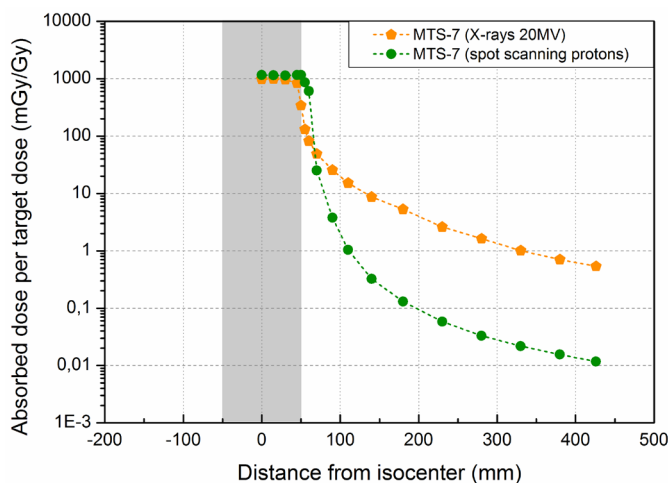 MTS-7 (X-rays 20MV)
MTS-7 (spot scanning protons)
Absorbed dose per target dose (mGy/Gy)
10000
1000
100
10
1
0,1
0,01
1E-3
-200 -100 0 100 200 300 400 500
Distance from isocenter (mm)